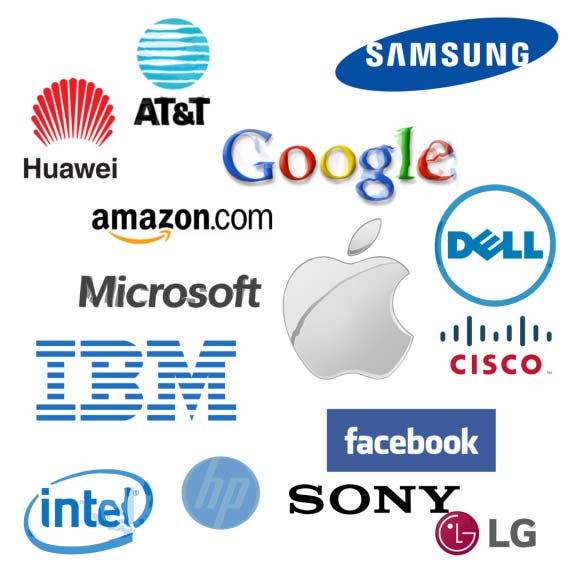 SAMSUNG
AT&T
Huawei
Google
amazon.com
DELL
Microsoft
CISCO
IBM
facebook
intel
hp
SONY
LG